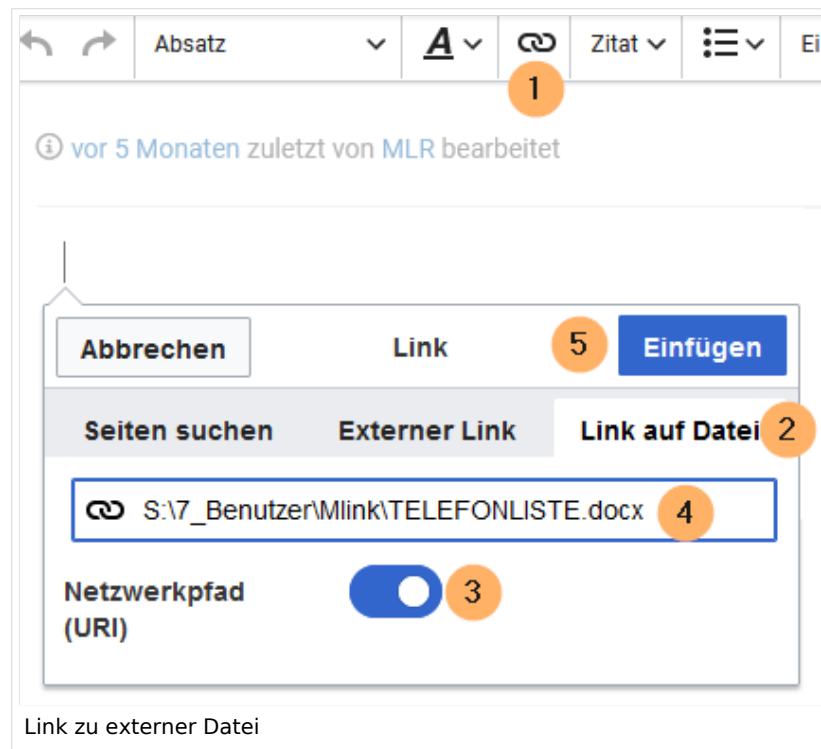 Absatz A Zitat Ei
1
vor 5 Monaten zuletzt von MLR bearbeitet
Abbrechen Link 5 Einfügen
Seiten suchen Externer Link Link auf Datei 2
S:\7_Benutzer\Mlink\TELEFONLISTE.docx 4
Netzwerkpfad 3
(URI)
Link zu externer Datei